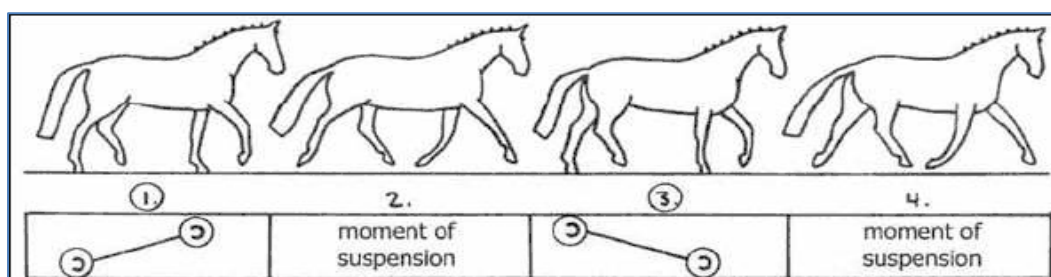 1. 2. 3. 4.
moment of moment of
suspension suspension